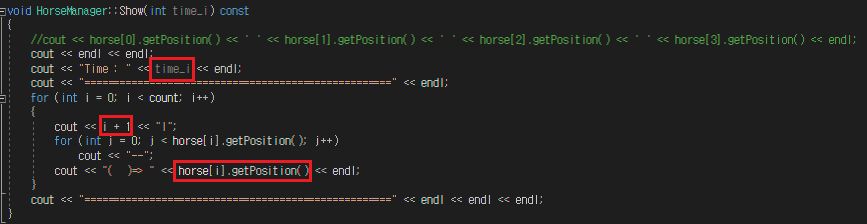 void HorseManager::Show(int time_i) const
{
//cout << horse[0].getPosition() << ' ' << horse[1].getPosition() << ' ' << horse[2].getPosition() << ' ' << horse[3].getPosition() << endl;
cout << endl << endl;
cout << "Time : " << time_i << endl;
cout << "==================================================" << endl;
for (int i = 0; i < count; i++)
{
cout << i + 1 << "|";
for (int j = 0; j < horse[i].getPosition(); j++)
cout << "--";
cout << "(  )=> " << horse[i].getPosition() << endl;
}
cout << "==================================================" << endl << endl << endl;
}